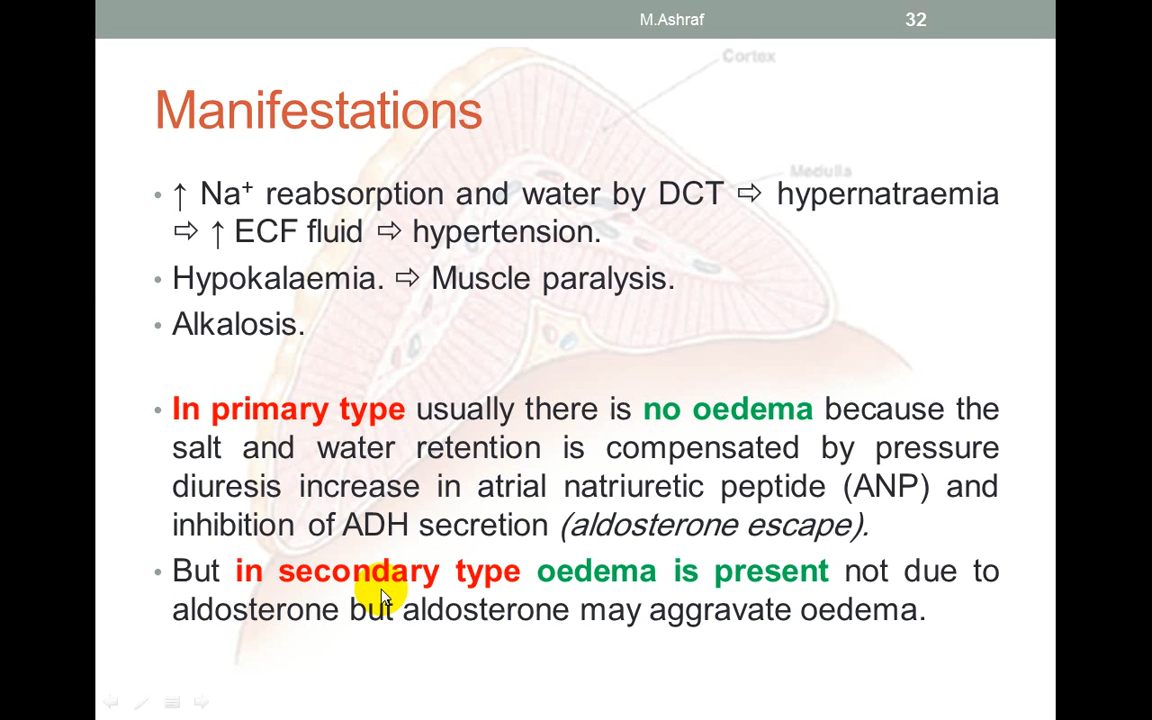 M.Ashraf 32
Cortex
Manifestations
Medulla
• ↑ Na⁺ reabsorption and water by DCT ⇨ hypernatraemia
⇨ ↑ ECF fluid ⇨ hypertension.
• Hypokalaemia. ⇨ Muscle paralysis.
• Alkalosis.
• In primary type usually there is no oedema because the
salt and water retention is compensated by pressure
diuresis increase in atrial natriuretic peptide (ANP) and
inhibition of ADH secretion (aldosterone escape).
• But in secondary type oedema is present not due to
aldosterone but aldosterone may aggravate oedema.